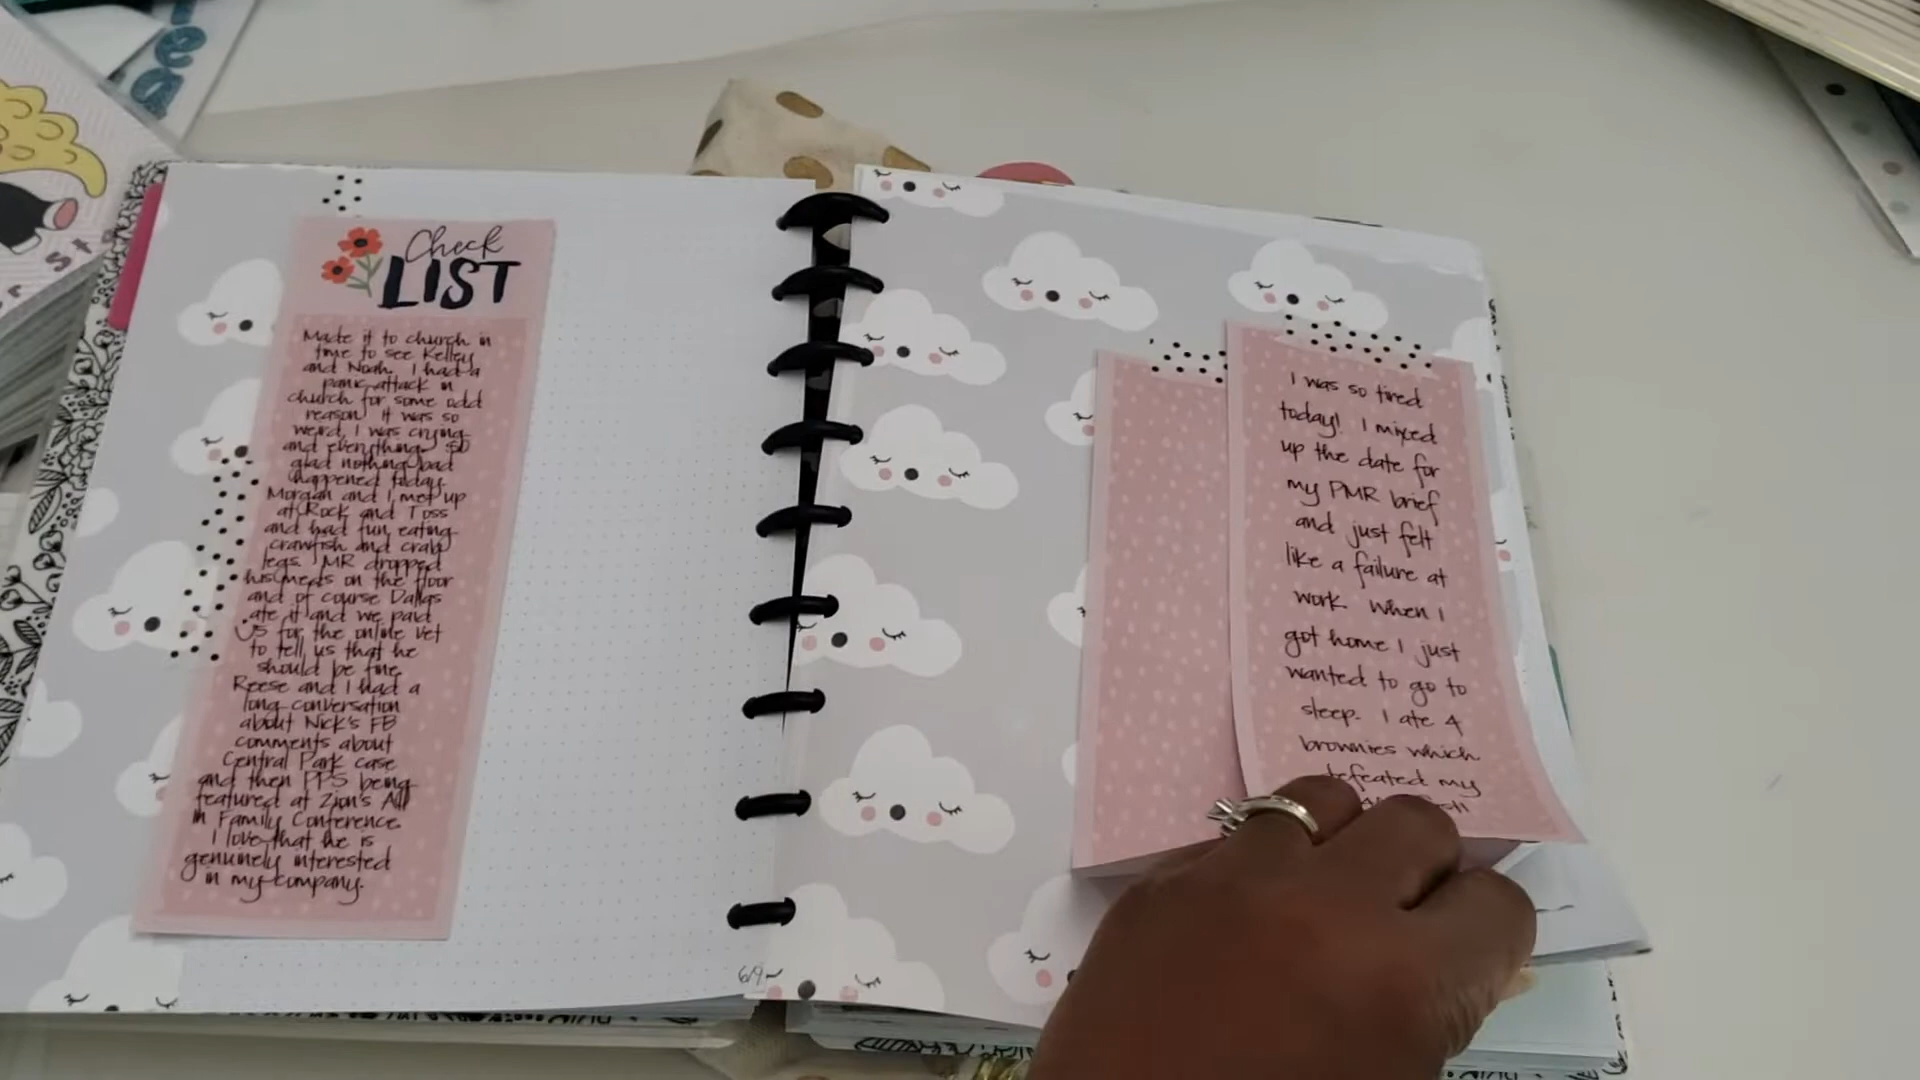 Check
LIST
Made it to church in
time to see Kelley
and Noah. I had a
panic attack in
church for some odd
reason. It was so
weird. I was crying
and everything. So
glad nothing bad
happened today.
Morgan and I met up
at Rock and Toss
and had fun eating
crawfish and crab
legs. MR dropped
his meds on the floor
and of course Dallas
ate it and we paid
for the online vet
to tell us that he
should be fine.
Reese and I had a
long conversation
about Nick's FB
comments about
Central Park case
and then PPS being
featured at Zion's All
in Family Conference.
I love that he is
genuinely interested
in my company.
6/9
I was so tired
today! I mixed
up the date for
my PMR brief
and just felt
like a failure at
work. When I
got home I just
wanted to go to
sleep. I ate 4
brownies which
defeated my